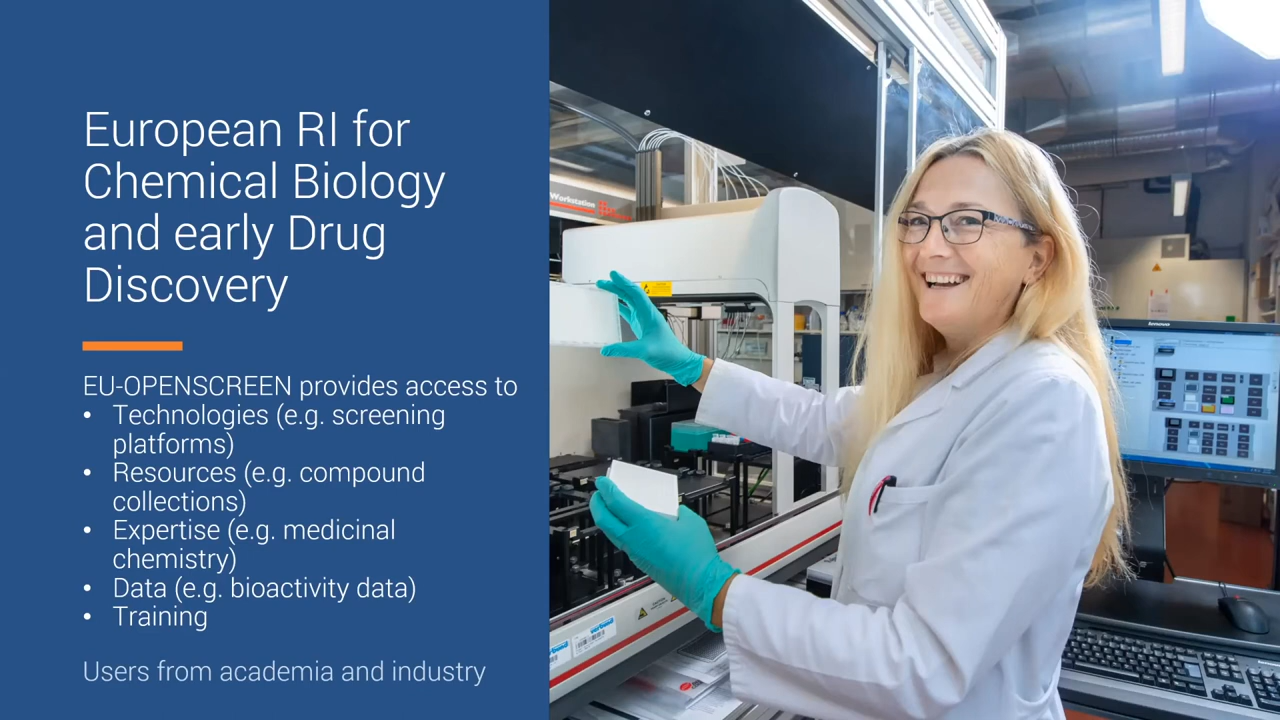 European RI for
Chemical Biology
and early Drug
Discovery
EU-OPENSCREEN provides access to
• Technologies (e.g. screening
platforms)
• Resources (e.g. compound
collections)
• Expertise (e.g. medicinal
chemistry)
• Data (e.g. bioactivity data)
• Training
Users from academia and industry
Workstation
lenovo